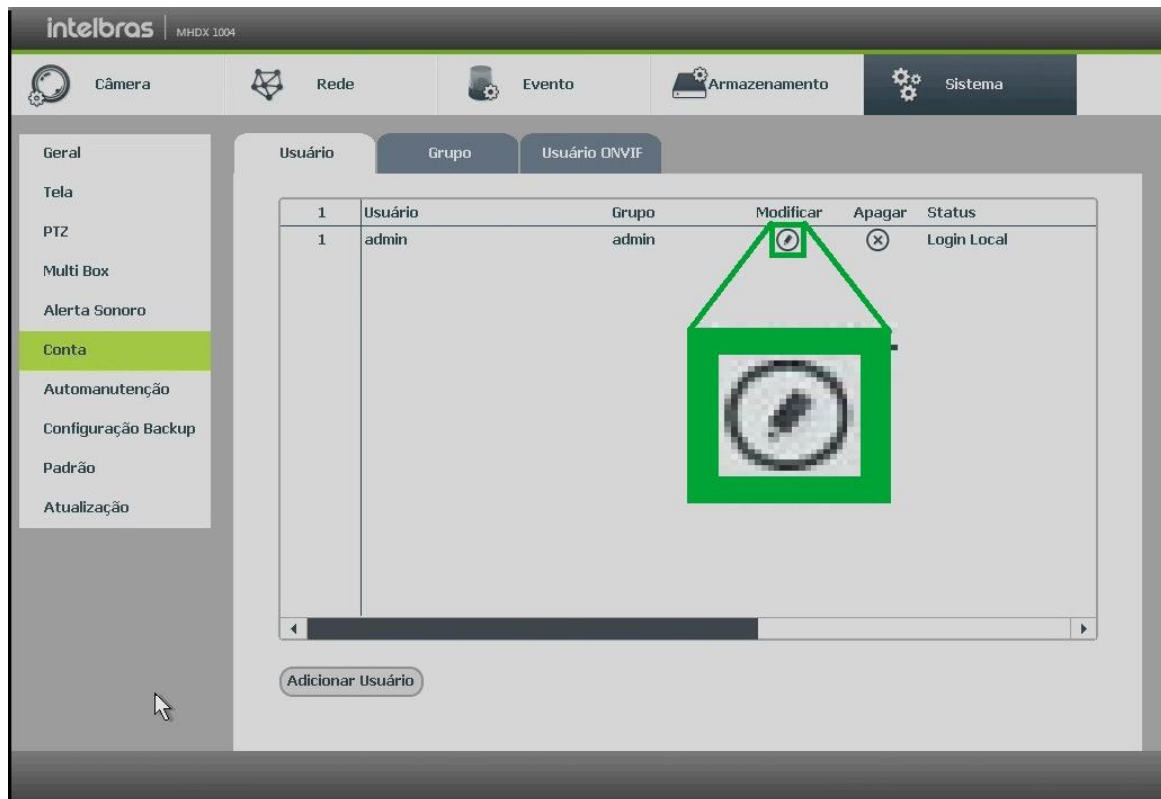 intelbras MHDX 1004
Câmera Rede Evento Armazenamento Sistema
Usuário Grupo Usuário ONVIF
Geral
Tela
PTZ
Multi Box
Alerta Sonoro
Conta
Automanutenção
Configuração Backup
Padrão
Atualização
1 Usuário Grupo Modificar Apagar Status
1 admin admin Login Local
Adicionar Usuário